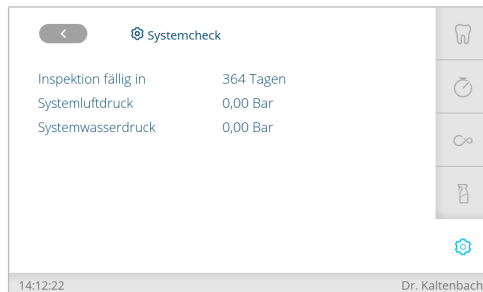 Systemcheck
Inspektion fällig in 364 Tagen
Systemluftdruck 0,00 Bar
Systemwasserdruck 0,00 Bar
14:12:22 Dr. Kaltenbach